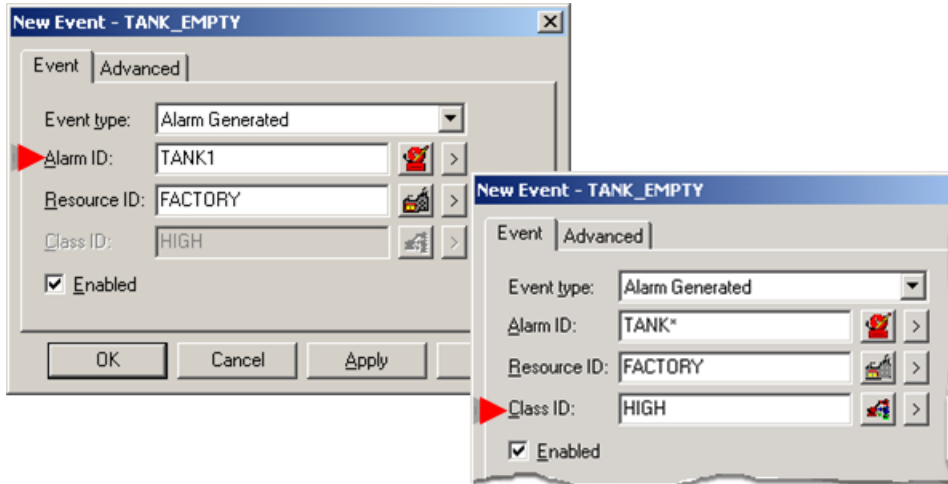 New Event - TANK_EMPTY
Event Advanced
Event type: Alarm Generated
Alarm ID: TANK1 >
Resource ID: FACTORY >
Class ID: HIGH >
Enabled
OK Cancel Apply
New Event - TANK_EMPTY
Event Advanced
Event type: Alarm Generated
Alarm ID: TANK* >
Resource ID: FACTORY >
Class ID: HIGH >
Enabled